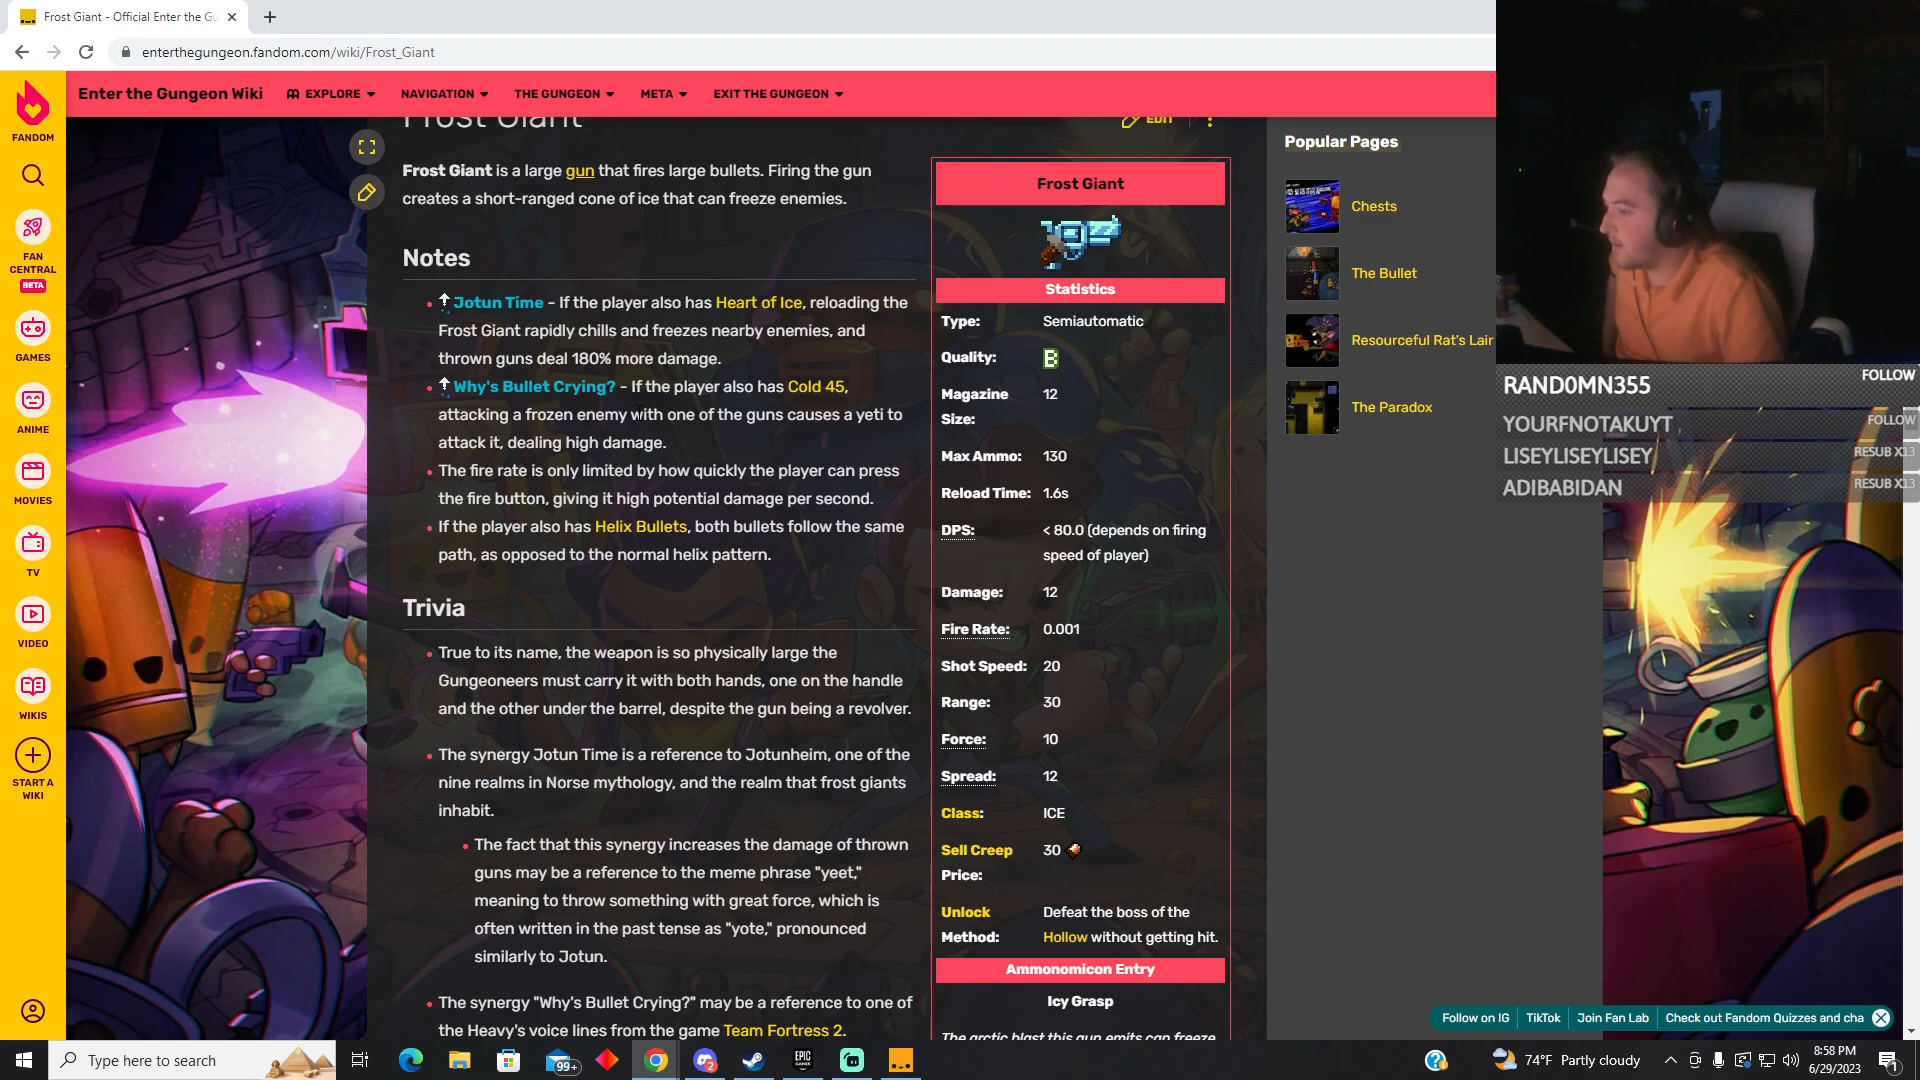 Frost Giant - Official Enter the Gu
enterthegungeon.fandom.com/wiki/Frost_Giant
FANDOM
FAN CENTRAL
BETA
GAMES
ANIME
MOVIES
TV
VIDEO
WIKIS
START A WIKI
Enter the Gungeon Wiki
EXPLORE
NAVIGATION
THE GUNGEON
META
EXIT THE GUNGEON
Frost Giant
EDIT
Frost Giant is a large gun that fires large bullets. Firing the gun
creates a short-ranged cone of ice that can freeze enemies.
Notes
Jotun Time - If the player also has Heart of Ice, reloading the
Frost Giant rapidly chills and freezes nearby enemies, and
thrown guns deal 180% more damage.
Why's Bullet Crying? - If the player also has Cold 45,
attacking a frozen enemy with one of the guns causes a yeti to
attack it, dealing high damage.
The fire rate is only limited by how quickly the player can press
the fire button, giving it high potential damage per second.
If the player also has Helix Bullets, both bullets follow the same
path, as opposed to the normal helix pattern.
Trivia
True to its name, the weapon is so physically large the
Gungeoneers must carry it with both hands, one on the handle
and the other under the barrel, despite the gun being a revolver.
The synergy Jotun Time is a reference to Jotunheim, one of the
nine realms in Norse mythology, and the realm that frost giants
inhabit.
The fact that this synergy increases the damage of thrown
guns may be a reference to the meme phrase "yeet,"
meaning to throw something with great force, which is
often written in the past tense as "yote," pronounced
similarly to Jotun.
The synergy "Why's Bullet Crying?" may be a reference to one of
the Heavy's voice lines from the game Team Fortress 2.
Frost Giant
Statistics
Type: Semiautomatic
Quality: B
Magazine Size: 12
Max Ammo: 130
Reload Time: 1.6s
DPS: < 80.0 (depends on firing
speed of player)
Damage: 12
Fire Rate: 0.001
Shot Speed: 20
Range: 30
Force: 10
Spread: 12
Class: ICE
Sell Creep Price: 30
Unlock Method: Defeat the boss of the
Hollow without getting hit.
Ammonomicon Entry
Icy Grasp
The arctic blast this gun emits can freeze
Popular Pages
Chests
The Bullet
Resourceful Rat's Lair
The Paradox
RAND0MN355 FOLLOW
YOURFNOTAKUYT FOLLOW
LISEYLISEYLISEY RESUB X13
ADIBABIDAN RESUB X13
Follow on IG
TikTok
Join Fan Lab
Check out Fandom Quizzes and cha
Type here to search
99+
2
EPIC GAMES
74°F Partly cloudy
8:58 PM
6/29/2023
1